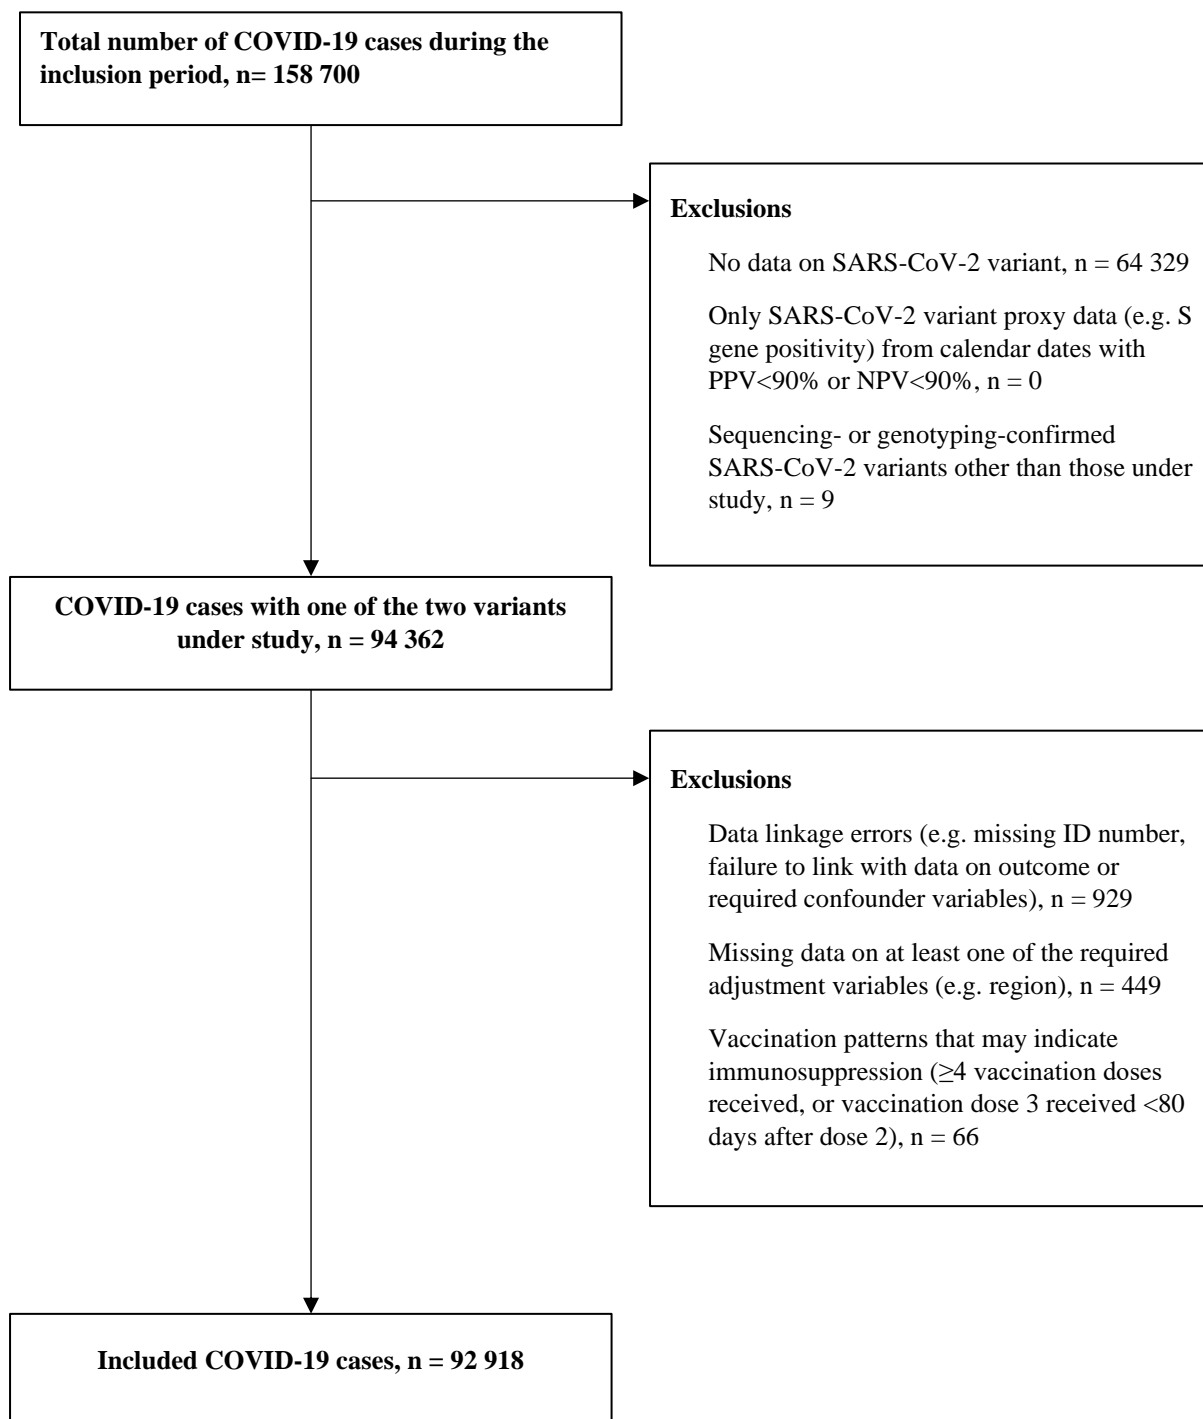 Total number of COVID-19 cases during the
inclusion period, n= 158 700
Exclusions
No data on SARS-CoV-2 variant, n = 64 329
Only SARS-CoV-2 variant proxy data (e.g. S
gene positivity) from calendar dates with
PPV<90% or NPV<90%, n = 0
Sequencing- or genotyping-confirmed
SARS-CoV-2 variants other than those under
study, n = 9
COVID-19 cases with one of the two variants
under study, n = 94 362
Exclusions
Data linkage errors (e.g. missing ID number,
failure to link with data on outcome or
required confounder variables), n = 929
Missing data on at least one of the required
adjustment variables (e.g. region), n = 449
Vaccination patterns that may indicate
immunosuppression (≥4 vaccination doses
received, or vaccination dose 3 received <80
days after dose 2), n = 66
Included COVID-19 cases, n = 92 918